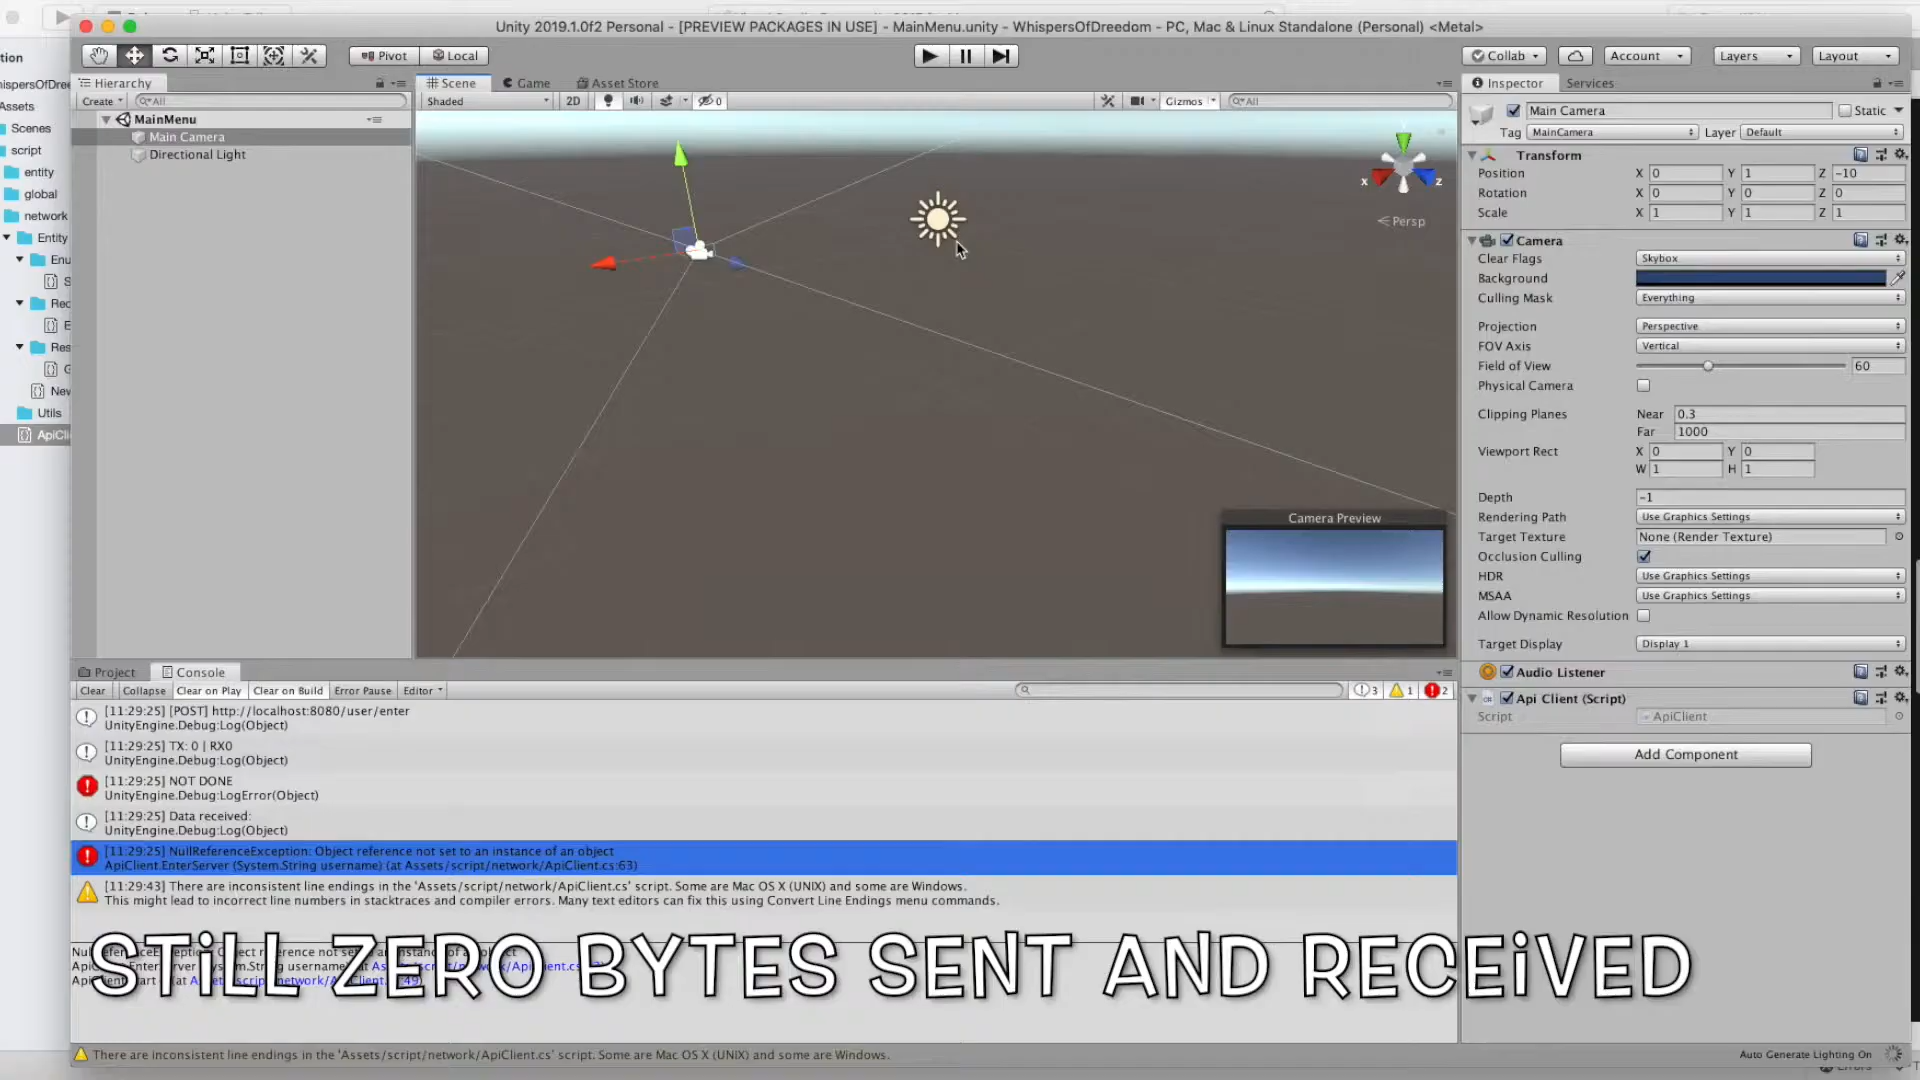 Unity 2019.1.0f2 Personal - [PREVIEW PACKAGES IN USE] - MainMenu.unity - WhispersOfDreedom - PC, Mac & Linux Standalone (Personal) <Metal>
Pivot Local
Collab Account Layers Layout
Hierarchy
Scene Game Asset Store
Inspector Services
Create All
Shaded 2D 0 Gizmos All
MainMenu
Main Camera
Directional Light
Assets
Scenes
script
entity
global
network
Entity
Utils
x z
Persp
Camera Preview
Main Camera Static
Tag MainCamera Layer Default
Transform
Position X 0 Y 1 Z -10
Rotation X 0 Y 0 Z 0
Scale X 1 Y 1 Z 1
Camera
Clear Flags Skybox
Background
Culling Mask Everything
Projection Perspective
FOV Axis Vertical
Field of View 60
Physical Camera
Clipping Planes Near 0.3
Far 1000
Viewport Rect X 0 Y 0
W 1 H 1
Depth -1
Rendering Path Use Graphics Settings
Target Texture None (Render Texture)
Occlusion Culling
HDR Use Graphics Settings
MSAA Use Graphics Settings
Allow Dynamic Resolution
Target Display Display 1
Audio Listener
Api Client (Script)
Script ApiClient
Add Component
Project Console
Clear Collapse Clear on Play Clear on Build Error Pause Editor 3 1 2
[11:29:25] [POST] http://localhost:8080/user/enter
UnityEngine.Debug:Log(Object)
[11:29:25] TX: 0 | RX0
UnityEngine.Debug:Log(Object)
[11:29:25] NOT DONE
UnityEngine.Debug:LogError(Object)
[11:29:25] Data received:
UnityEngine.Debug:Log(Object)
[11:29:25] NullReferenceException: Object reference not set to an instance of an object
ApiClient.EnterServer (System.String username) (at Assets/script/network/ApiClient.cs:63)
[11:29:43] There are inconsistent line endings in the 'Assets/script/network/ApiClient.cs' script. Some are Mac OS X (UNIX) and some are Windows.
This might lead to incorrect line numbers in stacktraces and compiler errors. Many text editors can fix this using Convert Line Endings menu commands.
STiLL ZERO BYTES SENT AND RECEiVED
There are inconsistent line endings in the 'Assets/script/network/ApiClient.cs' script. Some are Mac OS X (UNIX) and some are Windows.
Auto Generate Lighting On